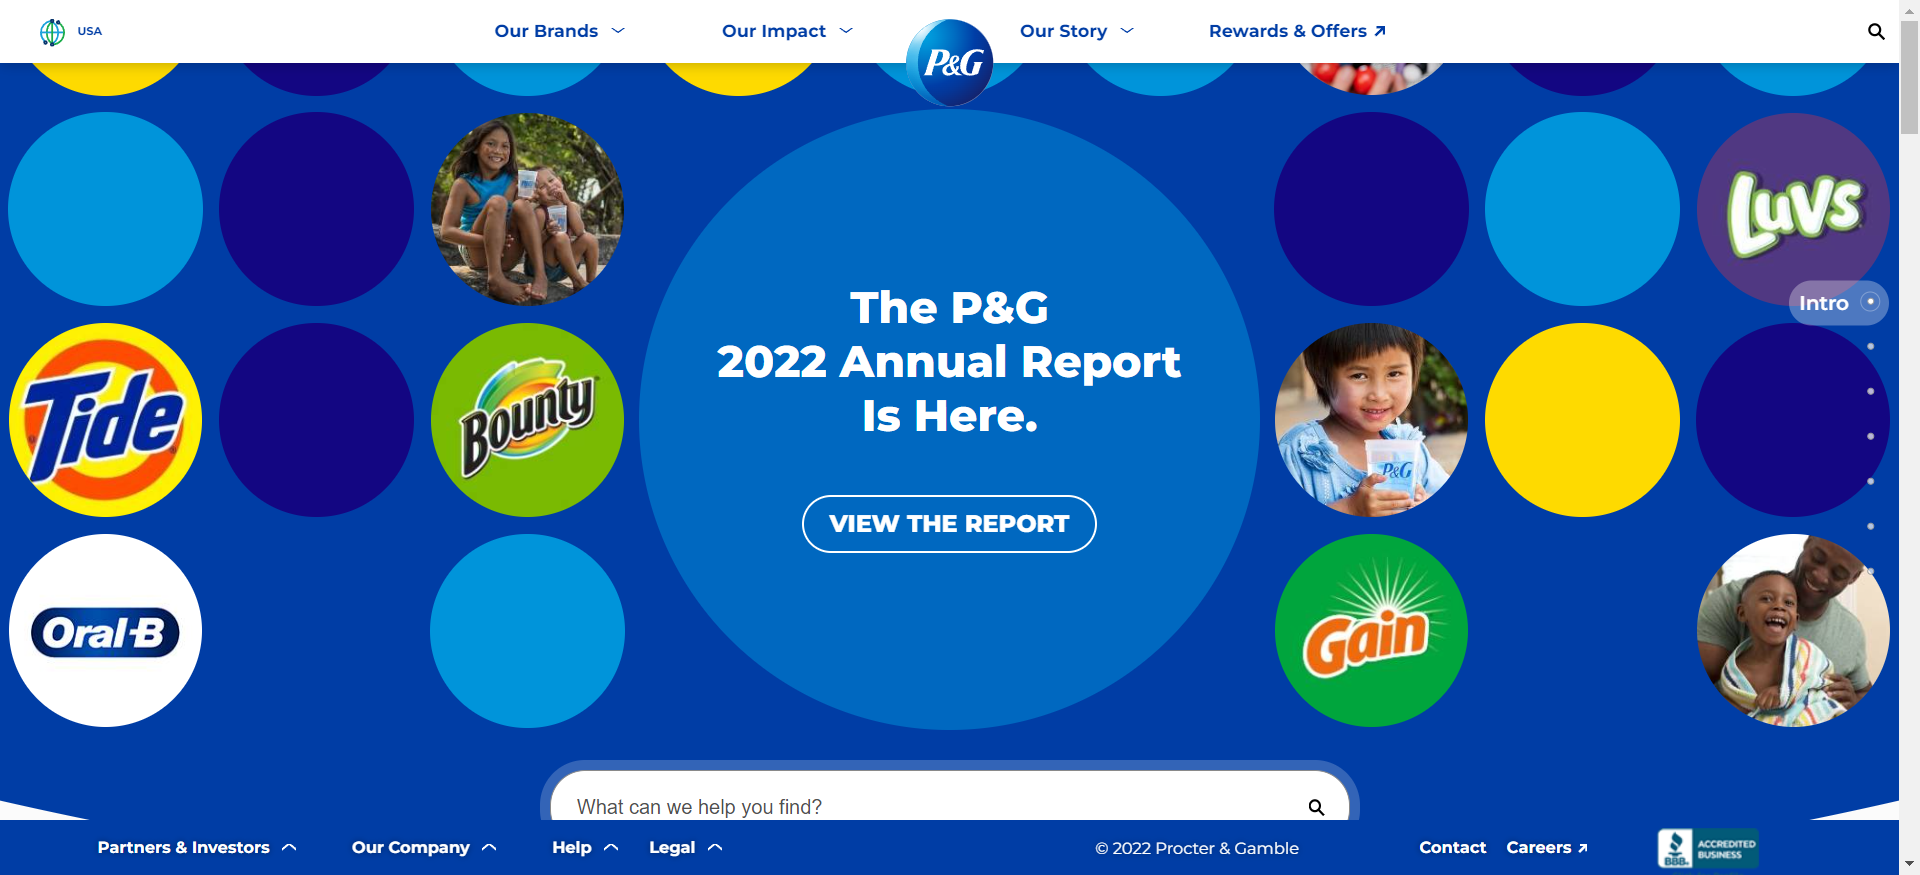 USA
Our Brands
Our Impact
P&G
Our Story
Rewards & Offers
Luvs
Intro
The P&G
2022 Annual Report
Is Here.
VIEW THE REPORT
Tide
Bounty
P&G
Oral-B
Gain
What can we help you find?
Partners & Investors
Our Company
Help
Legal
© 2022 Procter & Gamble
Contact
Careers
BBB.
ACCREDITED
BUSINESS